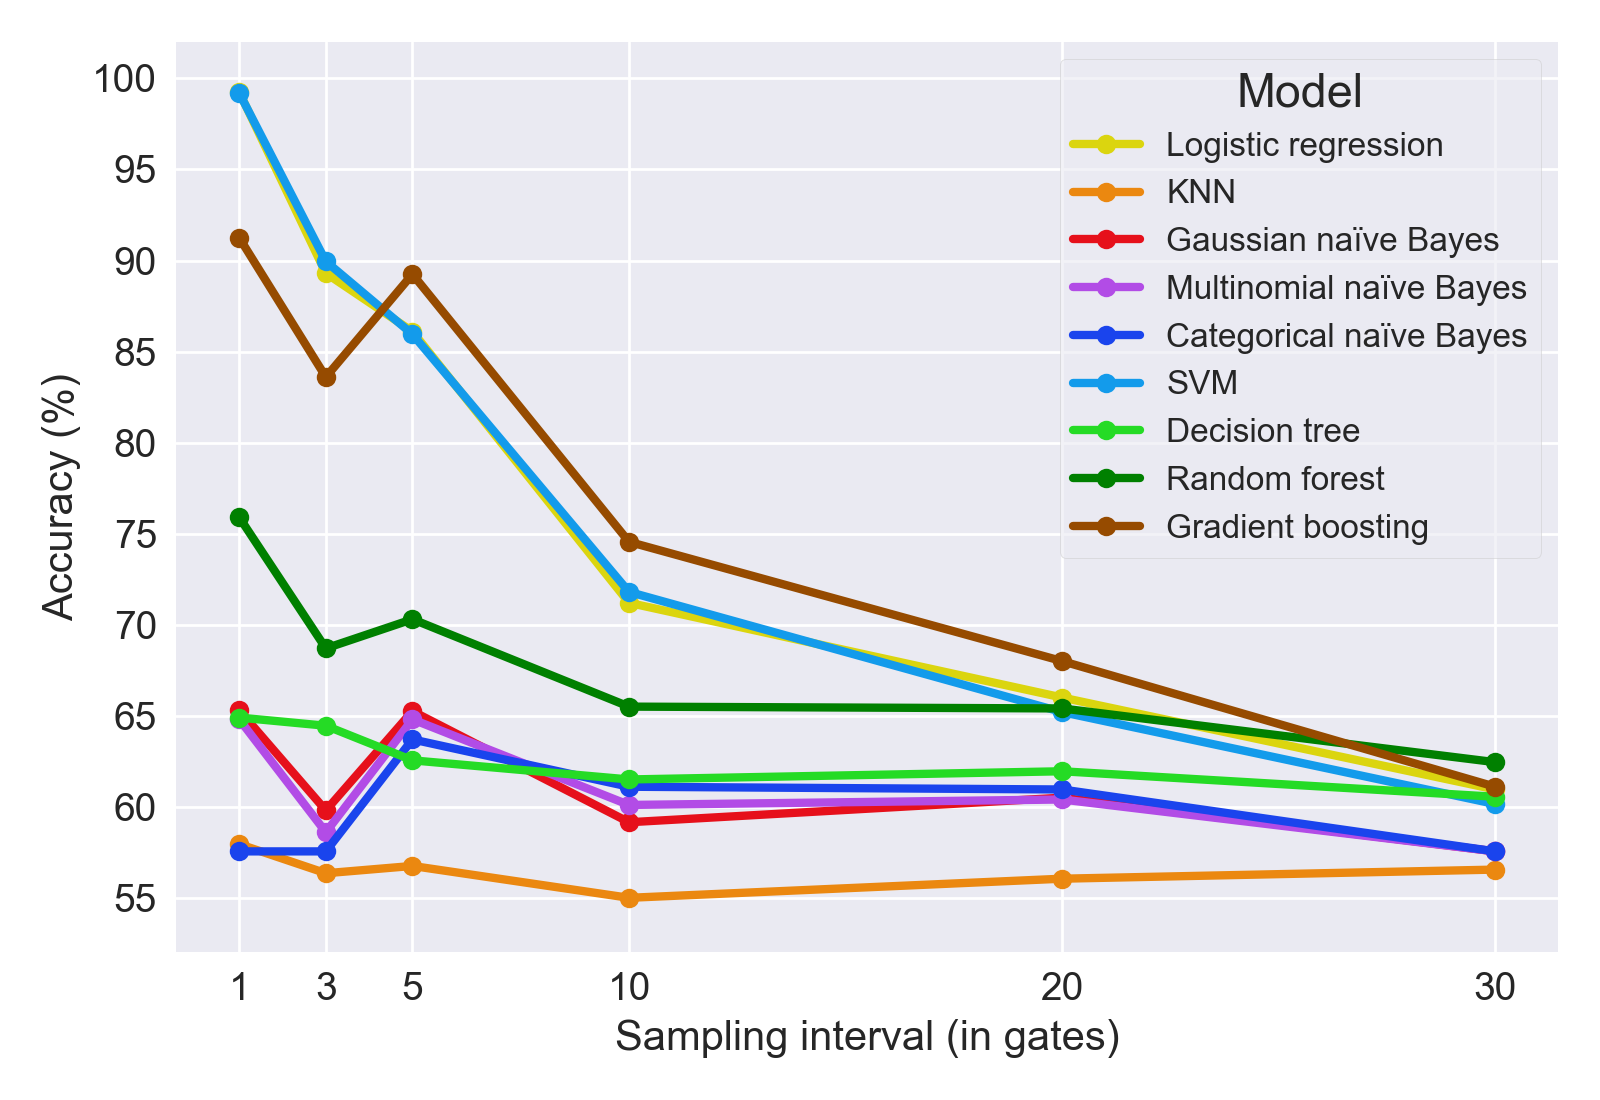 100
95
90
85
80
75
70
65
60
55
Accuracy (%)
1 3 5 10 20 30
Sampling interval (in gates)
Model
Logistic regression
KNN
Gaussian naïve Bayes
Multinomial naïve Bayes
Categorical naïve Bayes
SVM
Decision tree
Random forest
Gradient boosting